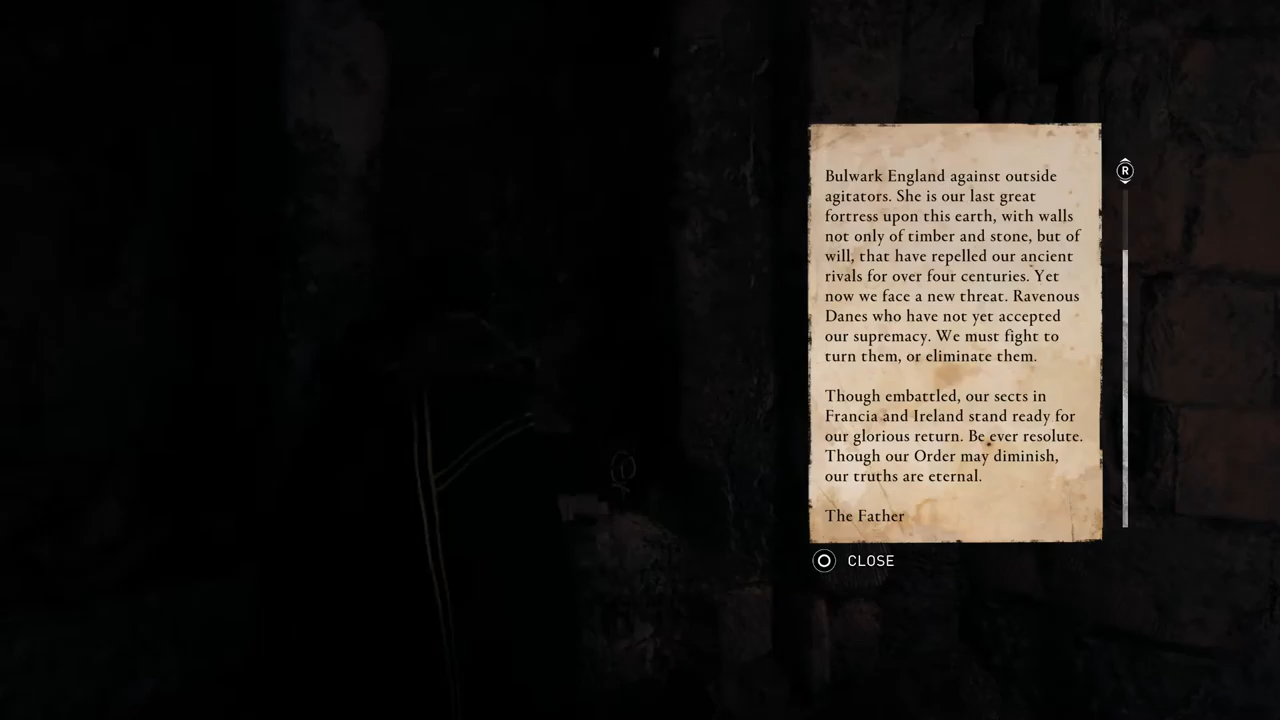 Bulwark England against outside
agitators. She is our last great
fortress upon this earth, with walls
not only of timber and stone, but of
will, that have repelled our ancient
rivals for over four centuries. Yet
now we face a new threat. Ravenous
Danes who have not yet accepted
our supremacy. We must fight to
turn them, or eliminate them.
Though embattled, our sects in
Francia and Ireland stand ready for
our glorious return. Be ever resolute.
Though our Order may diminish,
our truths are eternal.
The Father
R
CLOSE